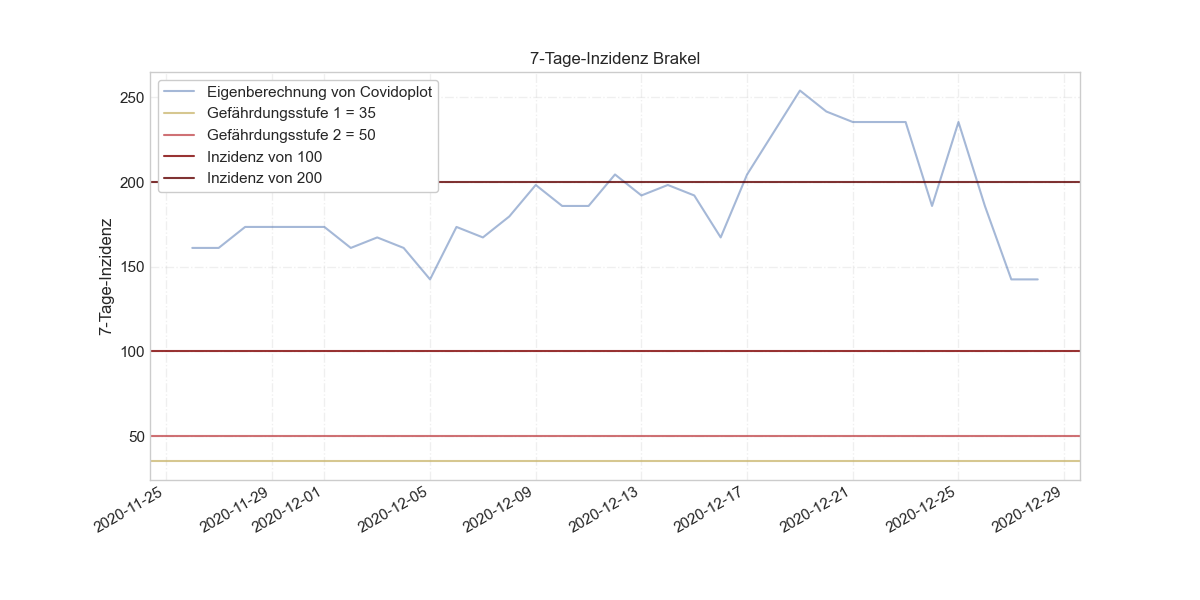 7-Tage-Inzidenz Brakel
Eigenberechnung von Covidoplot
Gefährdungsstufe 1 = 35
Gefährdungsstufe 2 = 50
Inzidenz von 100
Inzidenz von 200
7-Tage-Inzidenz
250
200
150
100
50
2020-11-25
2020-11-29
2020-12-01
2020-12-05
2020-12-09
2020-12-13
2020-12-17
2020-12-21
2020-12-25
2020-12-29